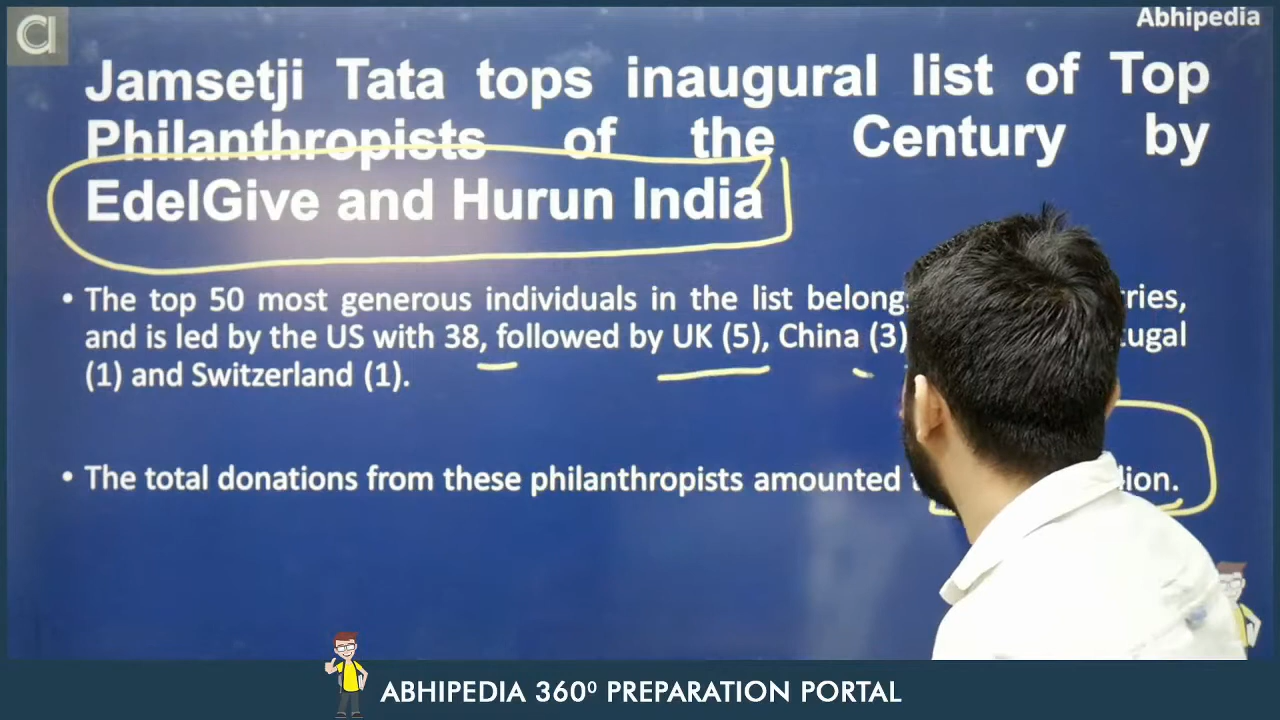 Abhipedia
Jamsetji Tata tops inaugural list of Top
Philanthropists of the Century by
EdelGive and Hurun India
• The top 50 most generous individuals in the list belong
and is led by the US with 38, followed by UK (5), China (3)
(1) and Switzerland (1).
• The total donations from these philanthropists amounted
ABHIPEDIA 360⁰ PREPARATION PORTAL